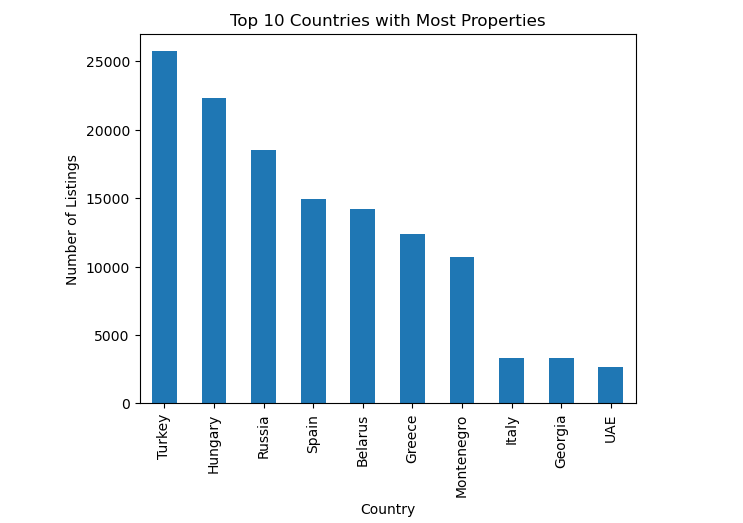 Top 10 Countries with Most Properties
25000
20000
15000
10000
5000
0
Number of Listings
Turkey
Hungary
Russia
Spain
Belarus
Greece
Montenegro
Italy
Georgia
UAE
Country